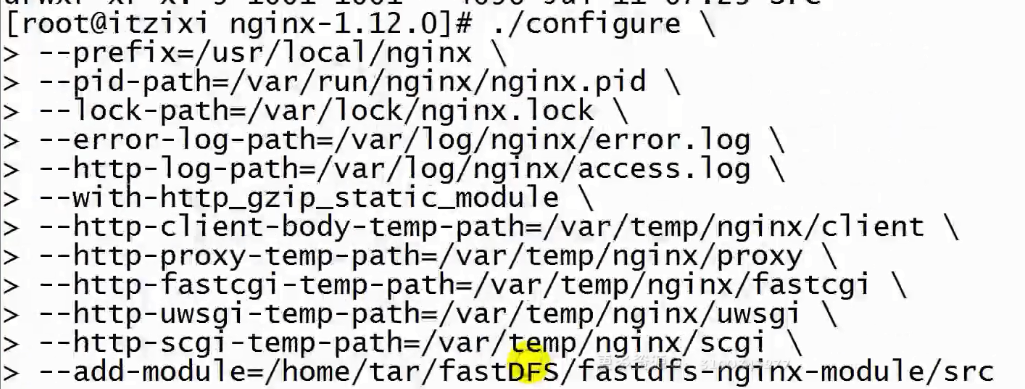 [root@itzixi nginx-1.12.0]# ./configure \
> --prefix=/usr/local/nginx \
> --pid-path=/var/run/nginx/nginx.pid \
> --lock-path=/var/lock/nginx.lock \
> --error-log-path=/var/log/nginx/error.log \
> --http-log-path=/var/log/nginx/access.log \
> --with-http_gzip_static_module \
> --http-client-body-temp-path=/var/temp/nginx/client \
> --http-proxy-temp-path=/var/temp/nginx/proxy \
> --http-fastcgi-temp-path=/var/temp/nginx/fastcgi \
> --http-uwsgi-temp-path=/var/temp/nginx/uwsgi \
> --http-scgi-temp-path=/var/temp/nginx/scgi \
> --add-module=/home/tar/fastDFS/fastdfs-nginx-module/src